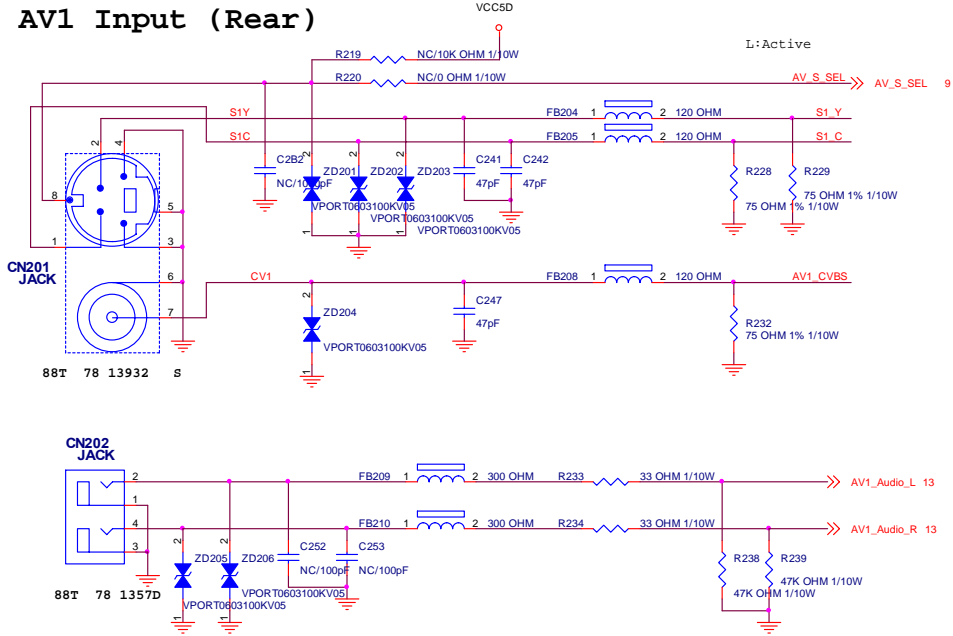 AV1 Input (Rear)
VCC5D
L:Active
R219 NC/10K OHM 1/10W
R220 NC/0 OHM 1/10W
AV_S_SEL AV_S_SEL 9
S1Y FB204 1 2 120 OHM S1_Y
S1C FB205 1 2 120 OHM S1_C
2 4
8
5
1 3
C2B2
2 ZD201
VPORT0603100KV05
1
2 ZD202
VPORT0603100KV05
1
2 ZD203
VPORT0603100KV05
1
C241
47pF
C242
47pF
R228
75 OHM 1% 1/10W
R229
75 OHM 1% 1/10W
CN201
JACK
6
7
CV1 FB208 1 2 120 OHM AV1_CVBS
2
ZD204
VPORT0603100KV05
1
C247
47pF
R232
75 OHM 1% 1/10W
88T 78 13932 S
CN202
JACK
2
1
4
3
FB209 1 2 300 OHM R233 33 OHM 1/10W AV1_Audio_L 13
FB210 1 2 300 OHM R234 33 OHM 1/10W AV1_Audio_R 13
2 ZD205
VPORT0603100KV05
1
2 ZD206
VPORT0603100KV05
1
C252
NC/100pF
C253
NC/100pF
R238
47K OHM 1/10W
R239
47K OHM 1/10W
88T 78 1357D